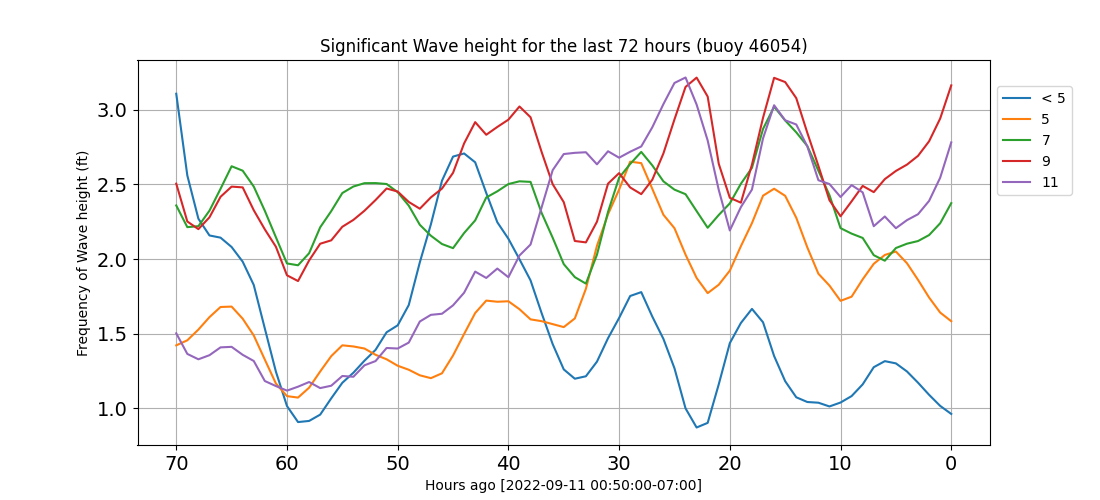 Significant Wave height for the last 72 hours (buoy 46054)
Frequency of Wave height (ft)
3.0
2.5
2.0
1.5
1.0
70 60 50 40 30 20 10 0
Hours ago [2022-09-11 00:50:00-07:00]
< 5
5
7
9
11